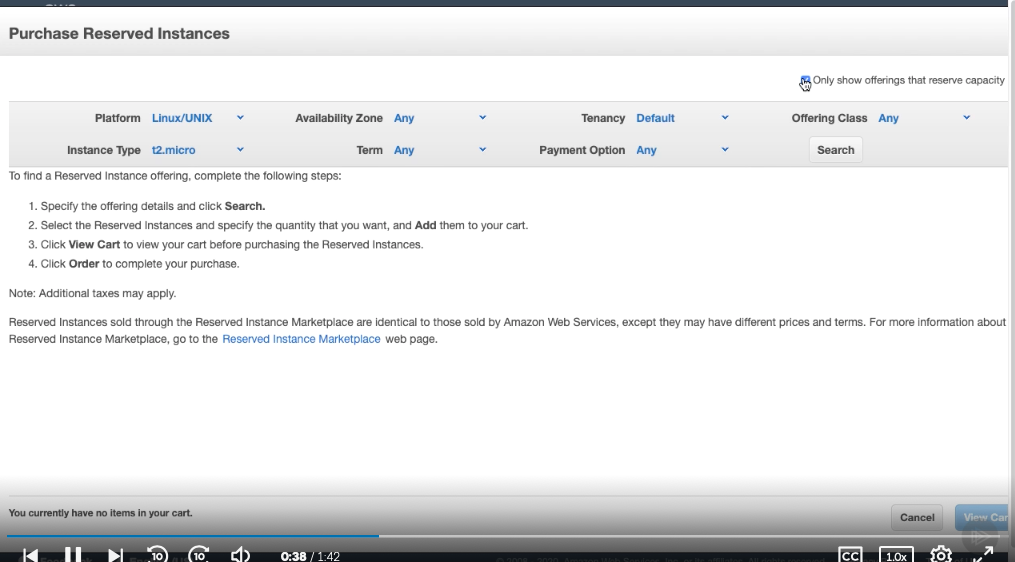 Purchase Reserved Instances
Only show offerings that reserve capacity
Platform Linux/UNIX Availability Zone Any Tenancy Default Offering Class Any
Instance Type t2.micro Term Any Payment Option Any Search
To find a Reserved Instance offering, complete the following steps:
1. Specify the offering details and click Search.
2. Select the Reserved Instances and specify the quantity that you want, and Add them to your cart.
3. Click View Cart to view your cart before purchasing the Reserved Instances.
4. Click Order to complete your purchase.
Note: Additional taxes may apply.
Reserved Instances sold through the Reserved Instance Marketplace are identical to those sold by Amazon Web Services, except they may have different prices and terms. For more information about
Reserved Instance Marketplace, go to the Reserved Instance Marketplace web page.
You currently have no items in your cart.
Cancel View Car
10 10 0:38 / 1:42 CC 1.0x